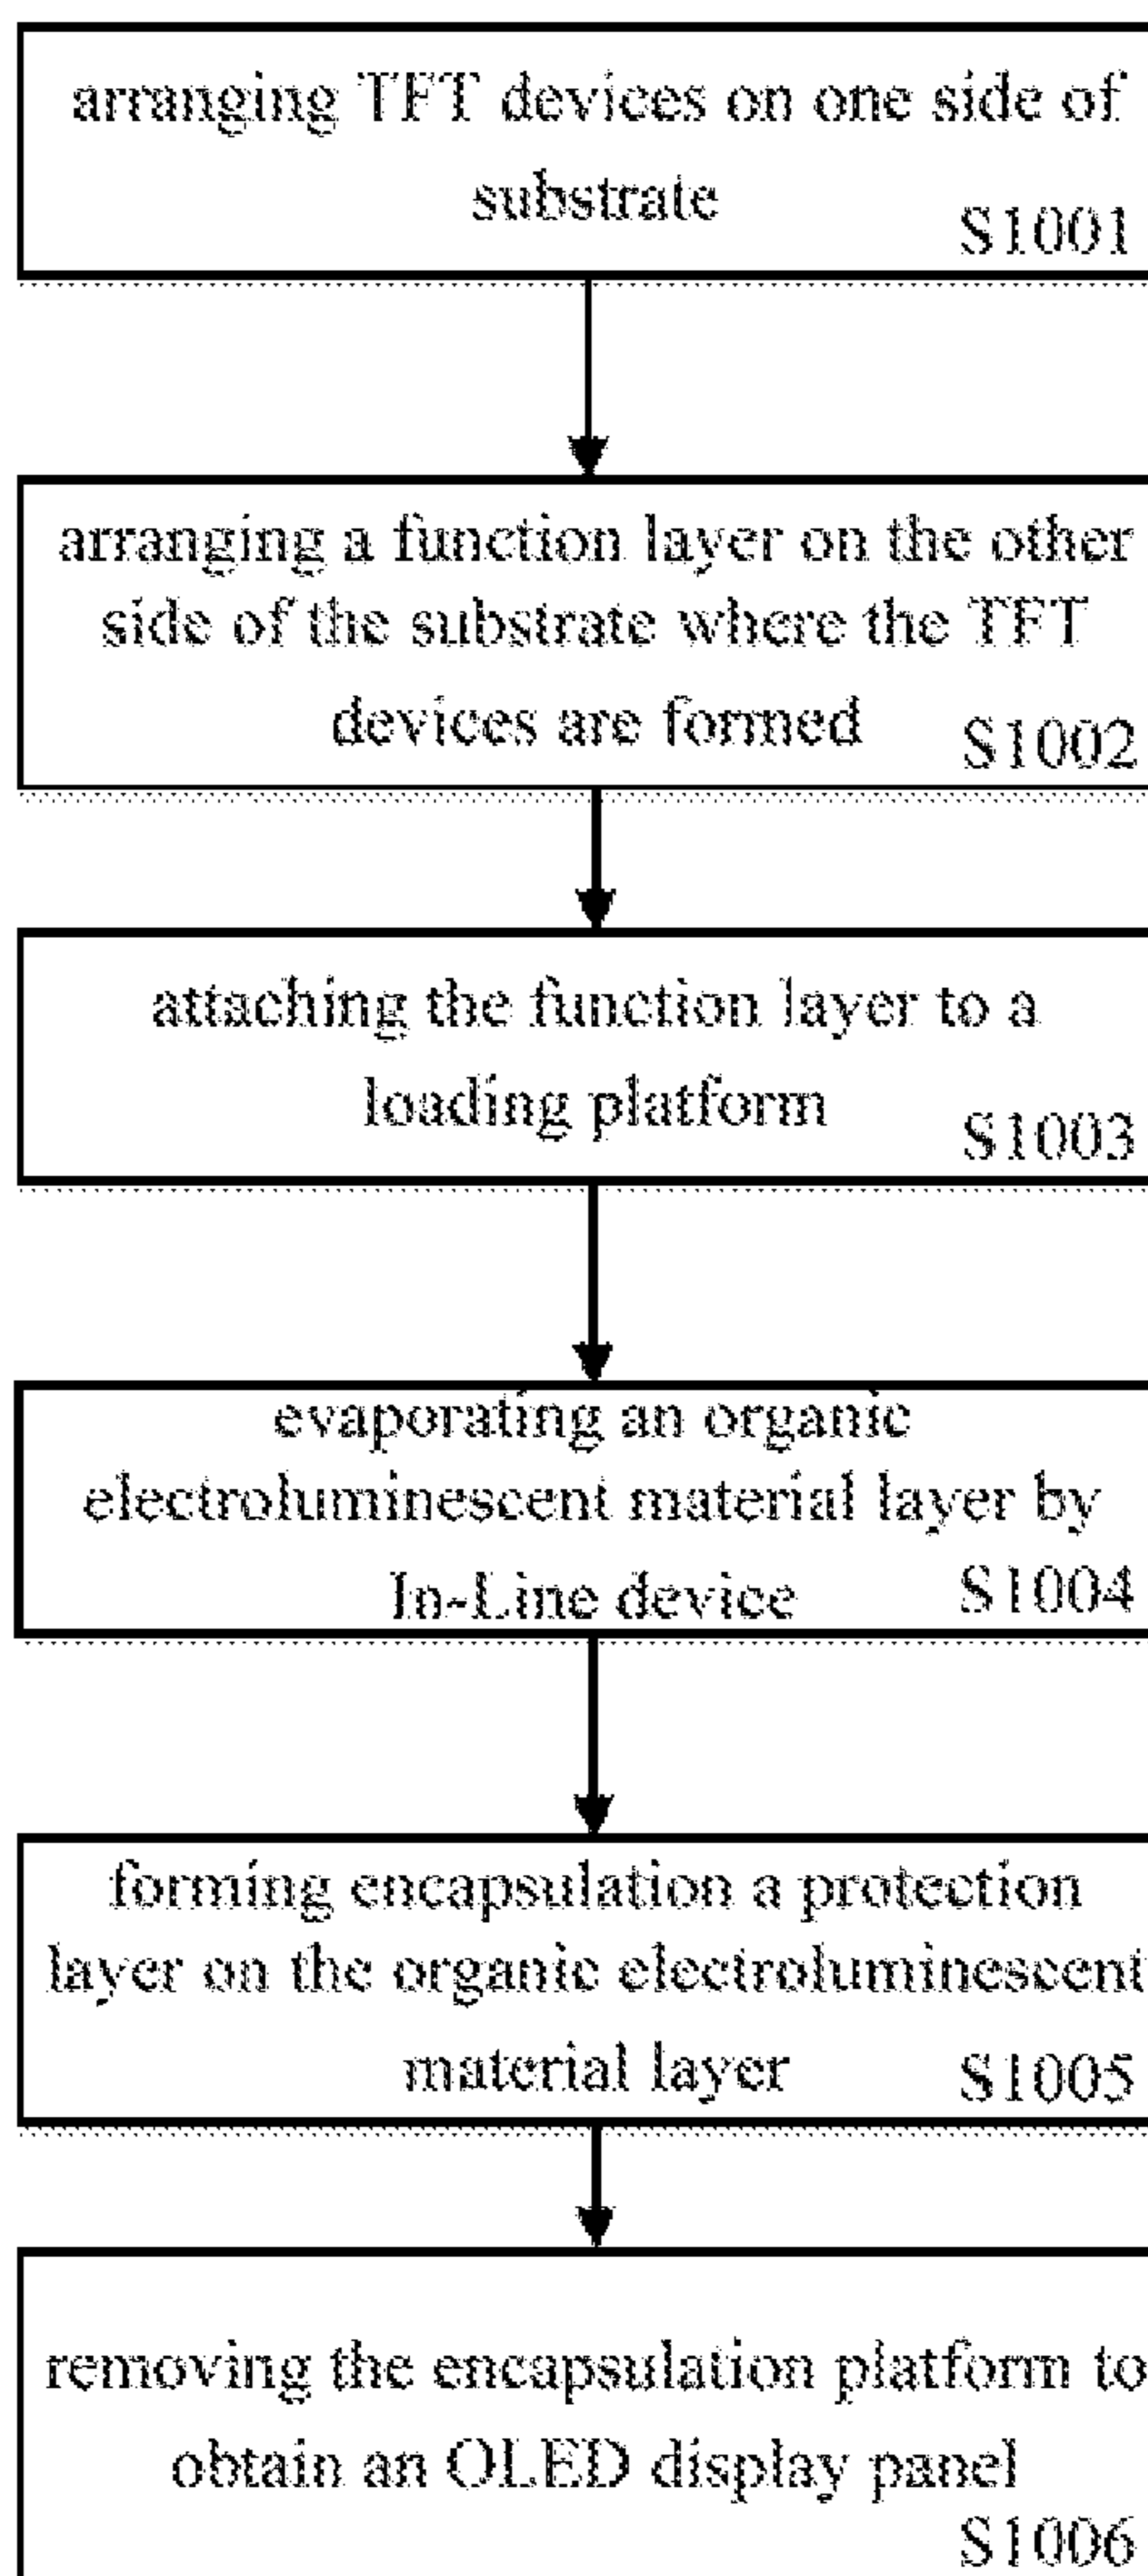 arranging TFT devices on one side of
substrate
S1001
arranging a function layer on the other
side of the substrate where the TFT
devices are formed
S1002
attaching the function layer to a
loading platform
S1003
evaporating an organic
electroluminescent material layer by
In-Line device
S1004
forming encapsulation a protection
layer on the organic electroluminescent
material layer
S1005
removing the encapsulation platform to
obtain an OLED display panel
S1006